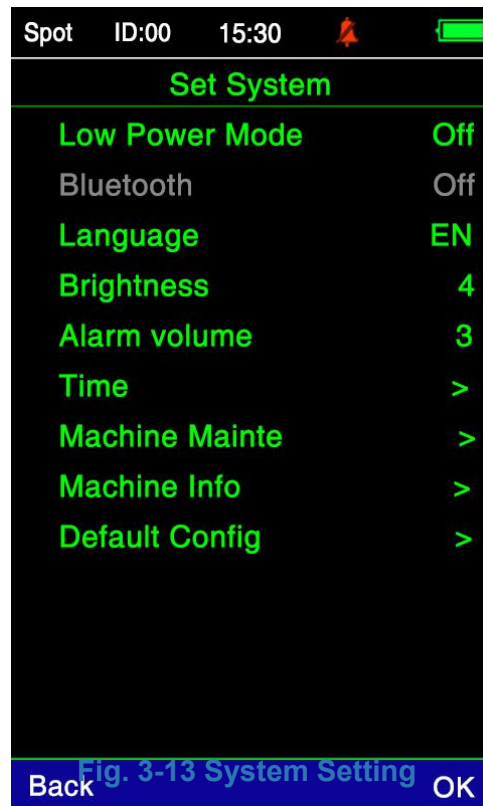 Spot ID:00 15:30
Set System
Low Power Mode Off
Bluetooth Off
Language EN
Brightness 4
Alarm volume 3
Time >
Machine Mainte >
Machine Info >
Default Config >
Fig. 3-13 System Setting
Back OK